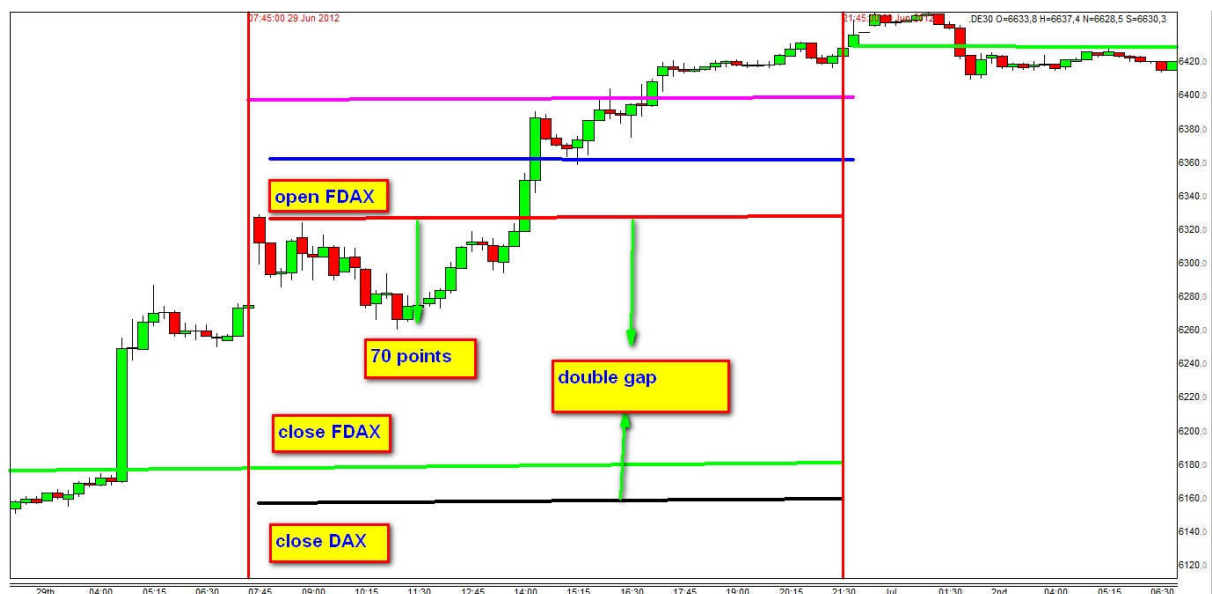 07:45:00 29 Jun 2012
.DE30 O=6633,8 H=6637,4 N=6628,5 S=6630,3
6420.0
6400.0
6380.0
6360.0
open FDAX
6340.0
6320.0
6300.0
6280.0
6260.0
70 points
6240.0
double gap
6220.0
close FDAX
6200.0
6180.0
6160.0
close DAX
6140.0
6120.0
29th 04:00 05:15 06:30 07:45 09:00 10:15 11:30 12:45 14:00 15:15 16:30 17:45 19:00 20:15 21:30 Jul 01:30 2nd 04:00 05:15 06:30